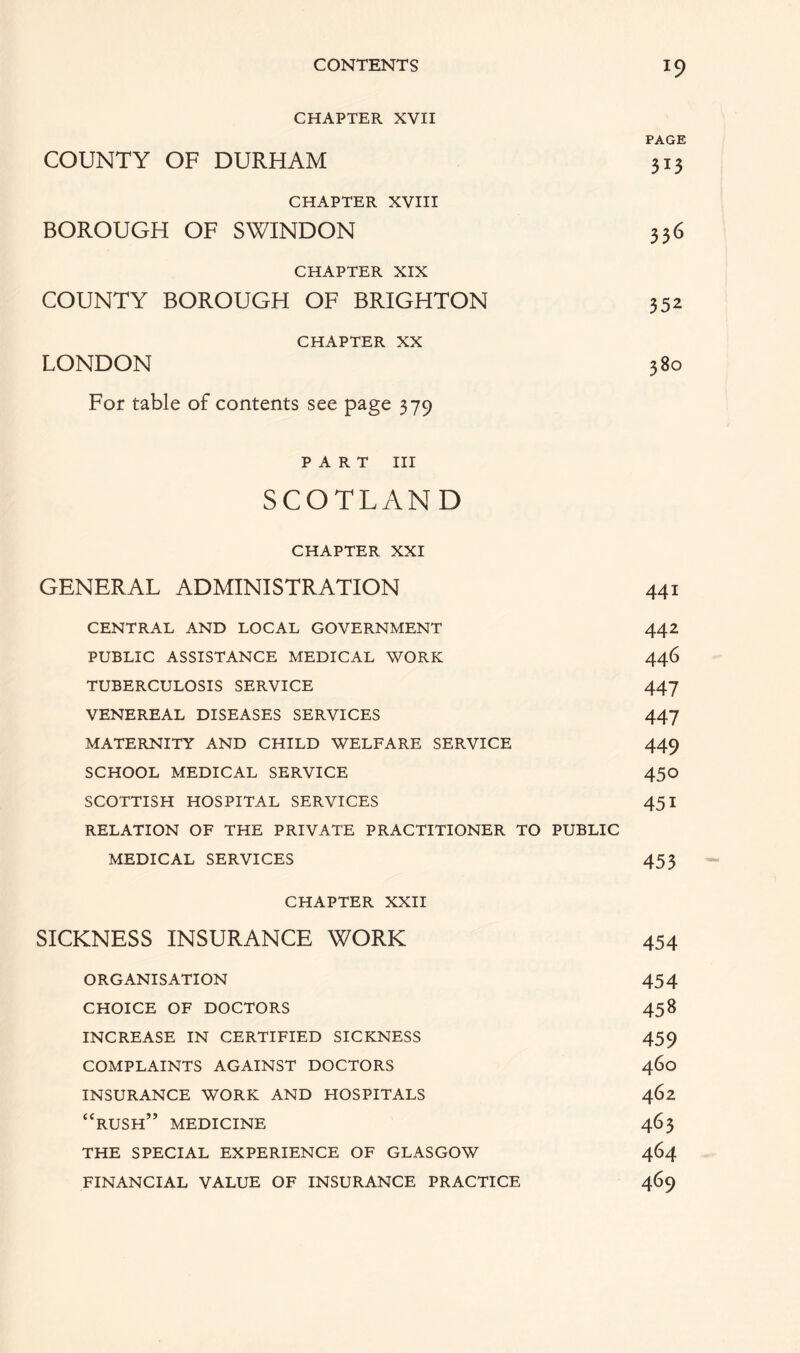 CONTENTS 19
CHAPTER XVII
PAGE
COUNTY OF DURHAM 313
CHAPTER XVIII
BOROUGH OF SWINDON 336
CHAPTER XIX
COUNTY BOROUGH OF BRIGHTON 352
CHAPTER XX
LONDON 380
For table of contents see page 379
PART III
SCOTLAND
CHAPTER XXI
GENERAL ADMINISTRATION 441
CENTRAL AND LOCAL GOVERNMENT 442
PUBLIC ASSISTANCE MEDICAL WORK 446
TUBERCULOSIS SERVICE 447
VENEREAL DISEASES SERVICES 447
MATERNITY AND CHILD WELFARE SERVICE 449
SCHOOL MEDICAL SERVICE 450
SCOTTISH HOSPITAL SERVICES 451
RELATION OF THE PRIVATE PRACTITIONER TO PUBLIC
MEDICAL SERVICES 453
CHAPTER XXII
SICKNESS INSURANCE WORK 454
ORGANISATION 454
CHOICE OF DOCTORS 458
INCREASE IN CERTIFIED SICKNESS 459
COMPLAINTS AGAINST DOCTORS 460
INSURANCE WORK AND HOSPITALS 462
“RUSH” MEDICINE 463
THE SPECIAL EXPERIENCE OF GLASGOW 464
FINANCIAL VALUE OF INSURANCE PRACTICE 469